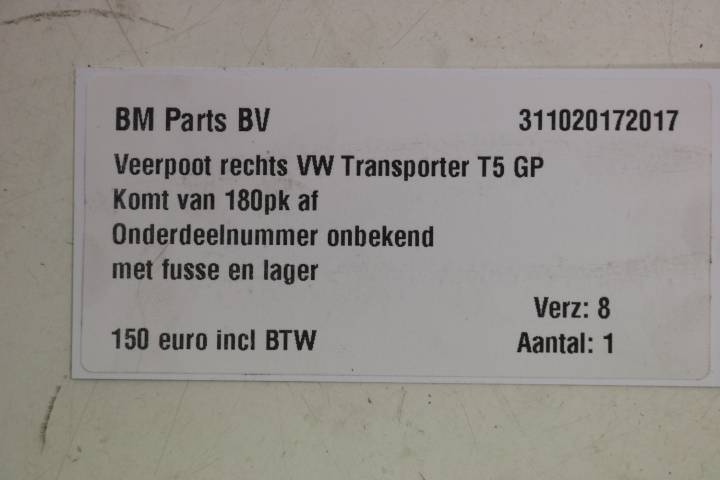 BM Parts BV 311020172017
Veerpoot rechts VW Transporter T5 GP
Komt van 180pk af
Onderdeelnummer onbekend
met fusse en lager
Verz: 8
150 euro incl BTW Aantal: 1